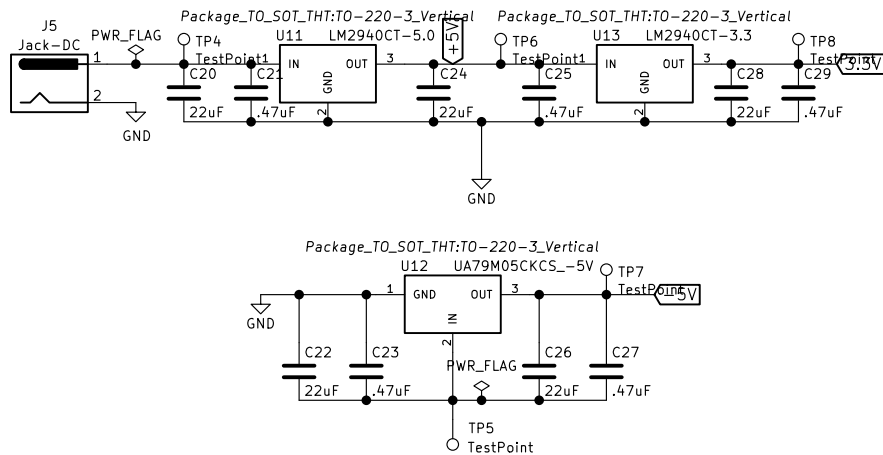 Package_TO_SOT_THT:TO-220-3_Vertical
Package_TO_SOT_THT:TO-220-3_Vertical
J5
Jack-DC
PWR_FLAG
TP4
TestPoint
U11
LM2940CT-5.0
+5V
TP6
TestPoint
U13
LM2940CT-3.3
TP8
TestPoint
3.3V
1
2
GND
C20
22uF
C21
.47uF
1
IN
OUT
GND
3
2
C24
22uF
C25
.47uF
1
IN
OUT
GND
3
2
C28
22uF
C29
.47uF
GND
Package_TO_SOT_THT:TO-220-3_Vertical
U12
UA79M05CKCS_-5V
TP7
TestPoint
-5V
GND
1
GND
OUT
IN
3
2
C22
22uF
C23
.47uF
PWR_FLAG
C26
22uF
C27
.47uF
TP5
TestPoint